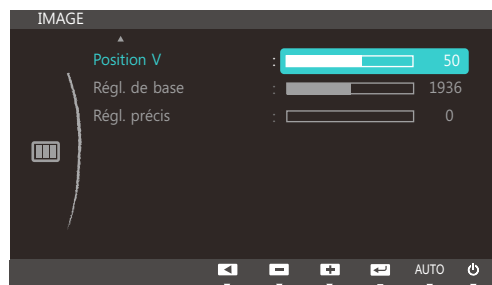 IMAGE
Position V : 50
Régl. de base : 1936
Régl. précis : 0
AUTO